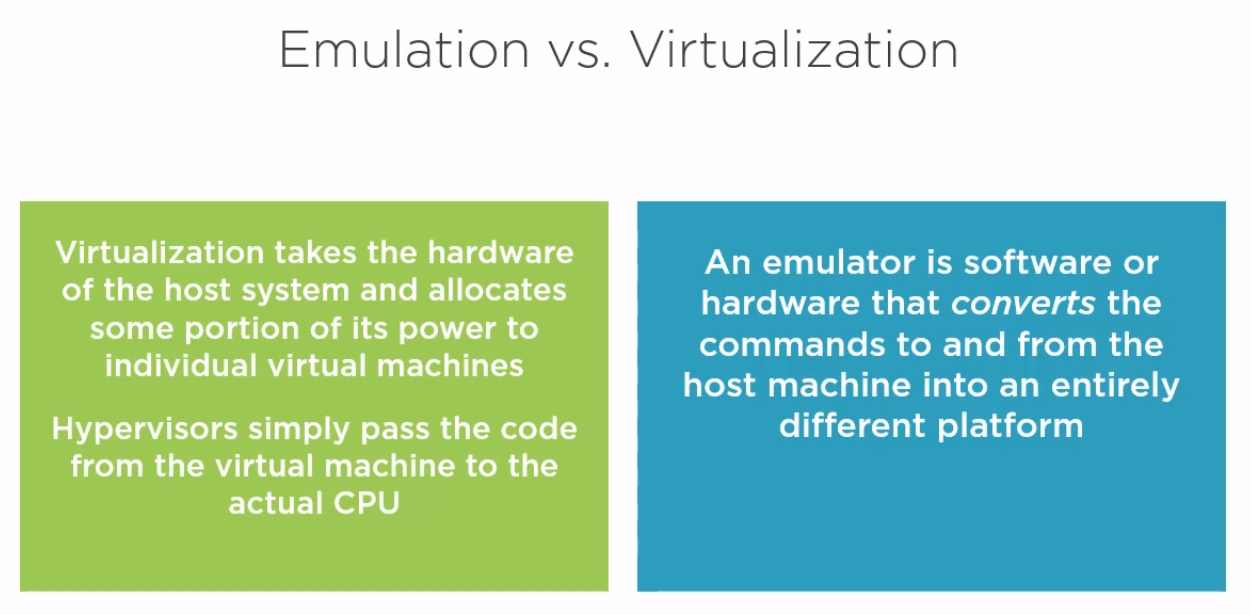 Emulation vs. Virtualization
Virtualization takes the hardware
of the host system and allocates
some portion of its power to
individual virtual machines
Hypervisors simply pass the code
from the virtual machine to the
actual CPU
An emulator is software or
hardware that converts the
commands to and from the
host machine into an entirely
different platform